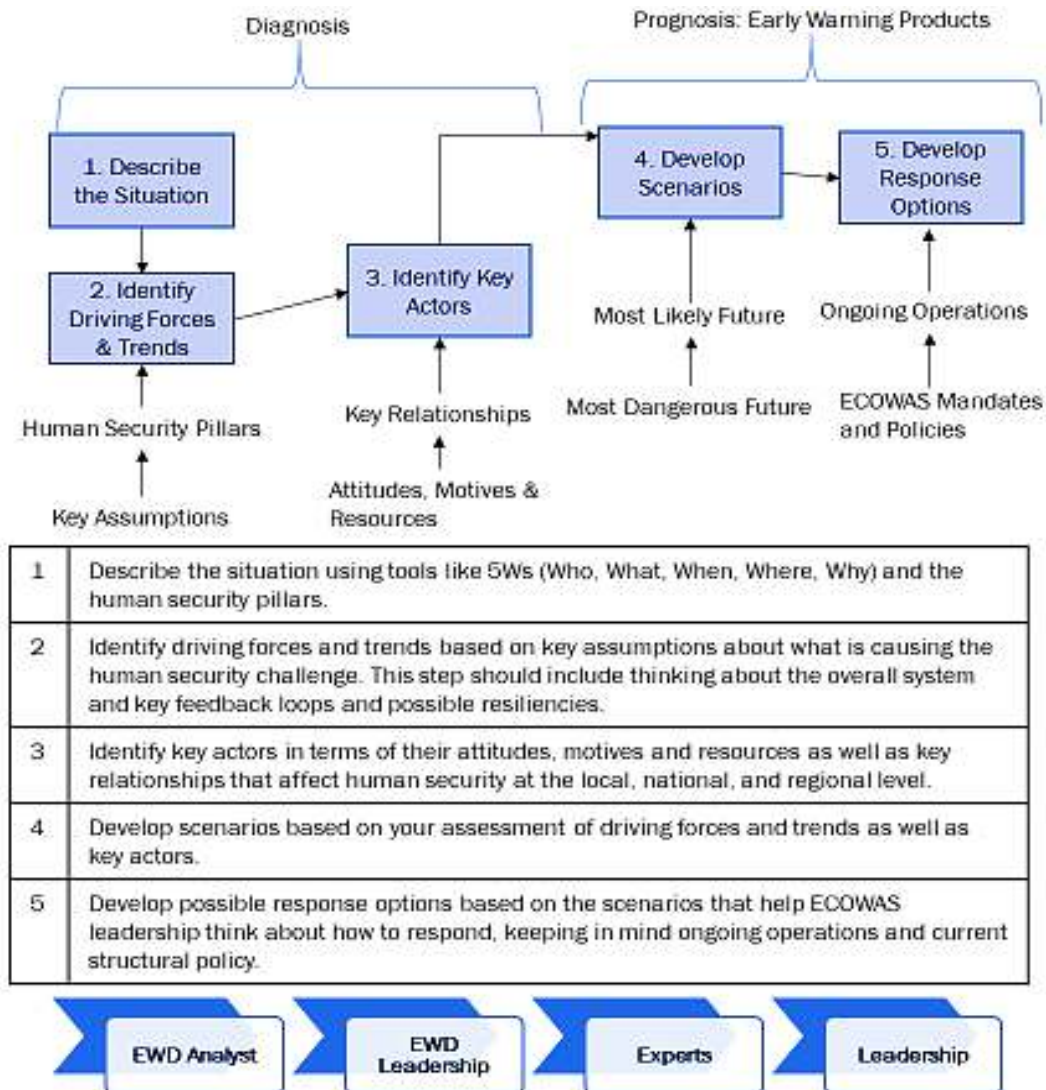 Diagnosis
Prognosis: Early Warning Products
1. Describe
the Situation
2. Identify
Driving Forces
& Trends
3. Identify Key
Actors
4. Develop
Scenarios
5. Develop
Response
Options
Human Security Pillars
Key Assumptions
Key Relationships
Attitudes, Motives &
Resources
Most Likely Future
Most Dangerous Future
Ongoing Operations
ECOWAS Mandates
and Policies
1
Describe the situation using tools like 5Ws (Who, What, When, Where, Why) and the
human security pillars.
2
Identify driving forces and trends based on key assumptions about what is causing the
human security challenge. This step should include thinking about the overall system
and key feedback loops and possible resiliencies.
3
Identify key actors in terms of their attitudes, motives and resources as well as key
relationships that affect human security at the local, national, and regional level.
4
Develop scenarios based on your assessment of driving forces and trends as well as
key actors.
5
Develop possible response options based on the scenarios that help ECOWAS
leadership think about how to respond, keeping in mind ongoing operations and current
structural policy.
EWD Analyst
EWD
Leadership
Experts
Leadership